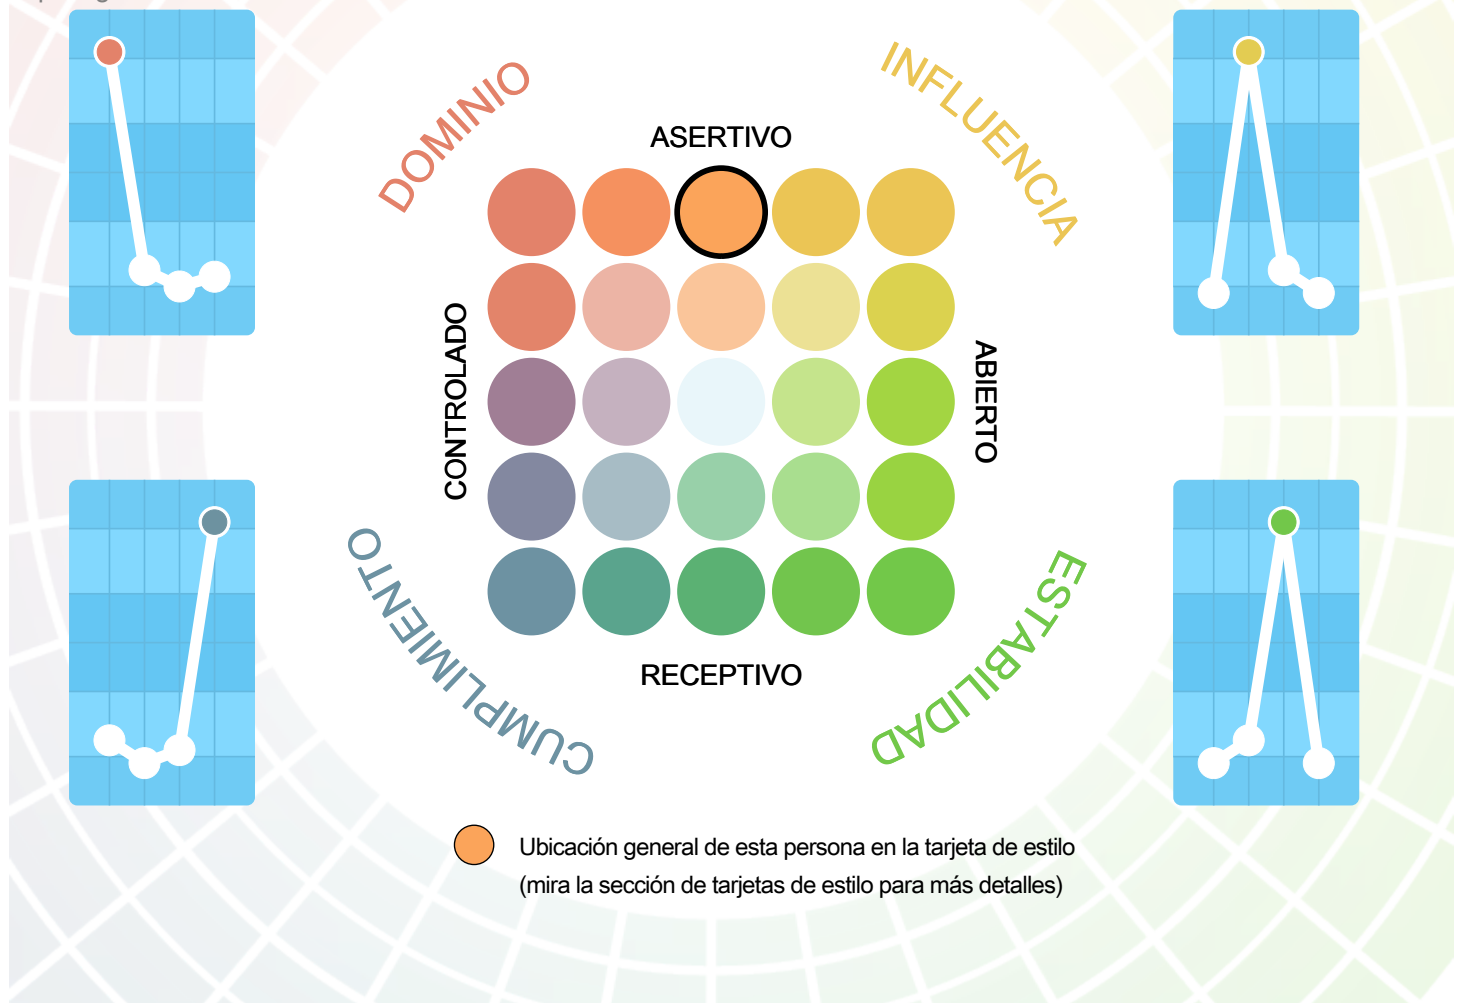 DOMINIO
INFLUENCIA
ASERTIVO
CONTROLADO
ABIERTO
CUMPLIMIENTO
ESTABILIDAD
RECEPTIVO
Ubicación general de esta persona en la tarjeta de estilo
(mira la sección de tarjetas de estilo para más detalles)